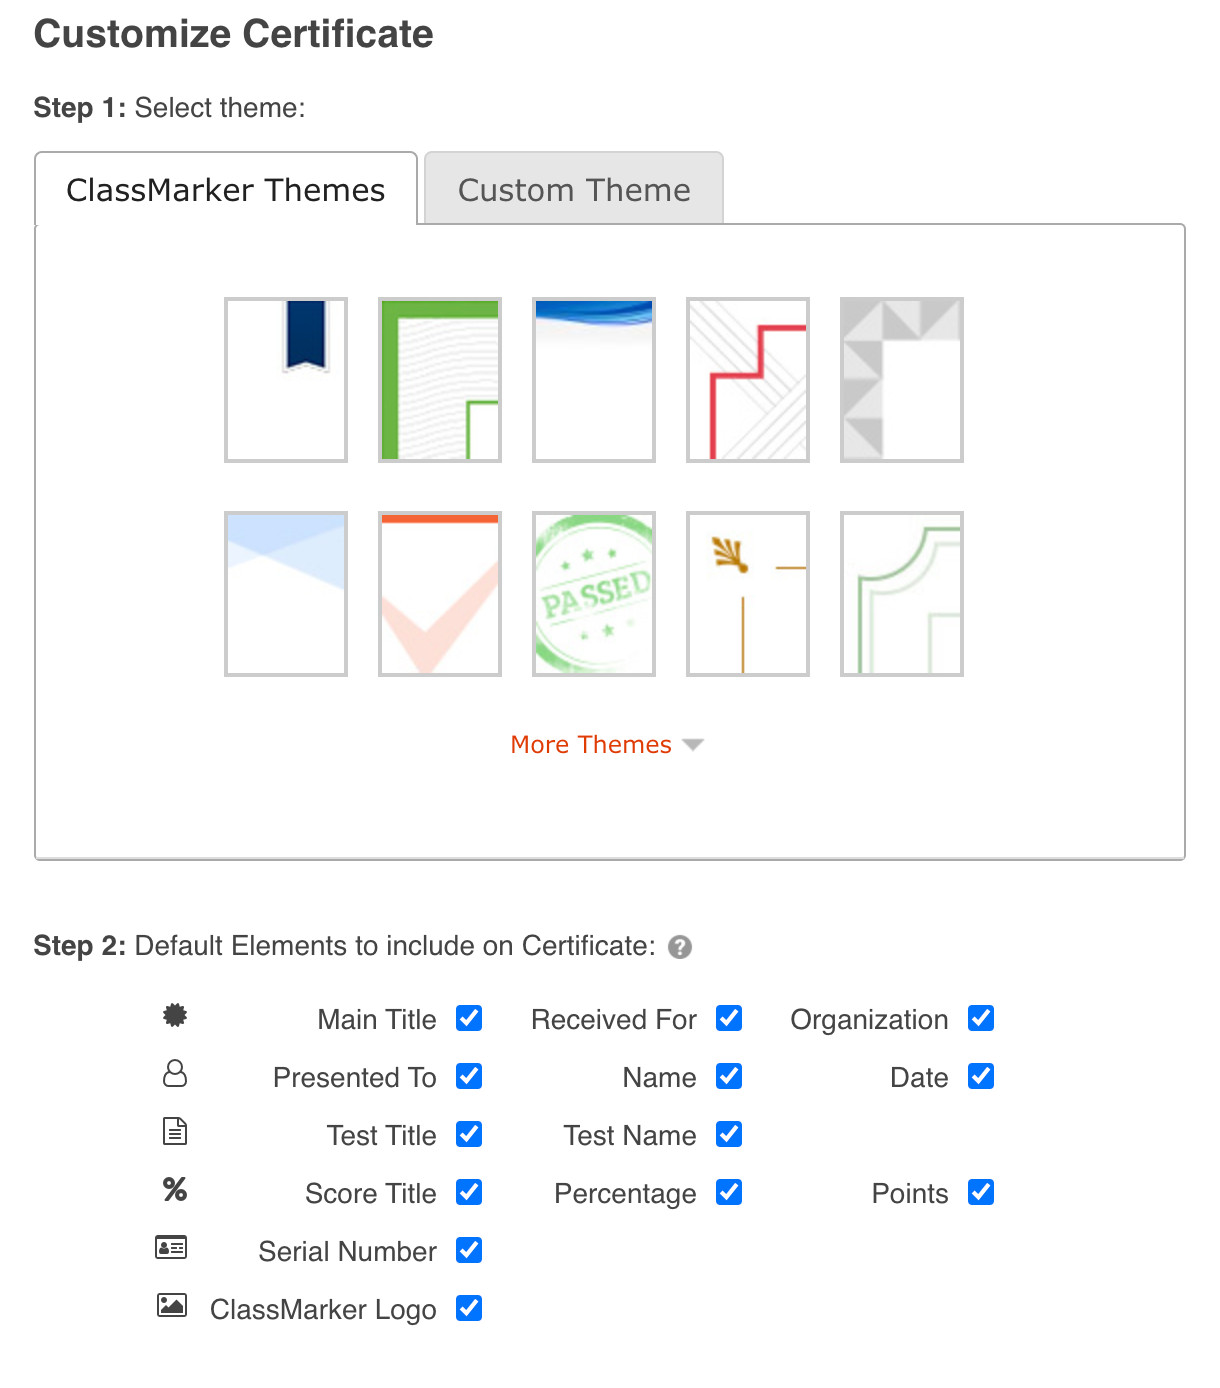 Customize Certificate
Step 1: Select theme:
ClassMarker Themes Custom Theme
PASSED
More Themes
Step 2: Default Elements to include on Certificate: ?
Main Title Received For Organization
Presented To Name Date
Test Title Test Name
% Score Title Percentage Points
Serial Number
ClassMarker Logo